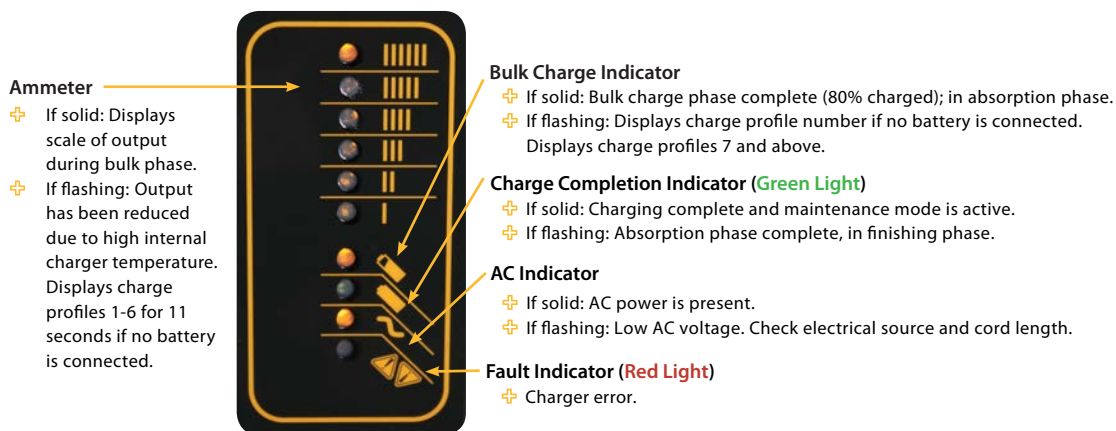 Ammeter
If solid: Displays
scale of output
during bulk phase.
If flashing: Output
has been reduced
due to high internal
charger temperature.
Displays charge
profiles 1-6 for 11
seconds if no battery
is connected.
Bulk Charge Indicator
If solid: Bulk charge phase complete (80% charged); in absorption phase.
If flashing: Displays charge profile number if no battery is connected.
Displays charge profiles 7 and above.
Charge Completion Indicator (Green Light)
If solid: Charging complete and maintenance mode is active.
If flashing: Absorption phase complete, in finishing phase.
AC Indicator
If solid: AC power is present.
If flashing: Low AC voltage. Check electrical source and cord length.
Fault Indicator (Red Light)
Charger error.